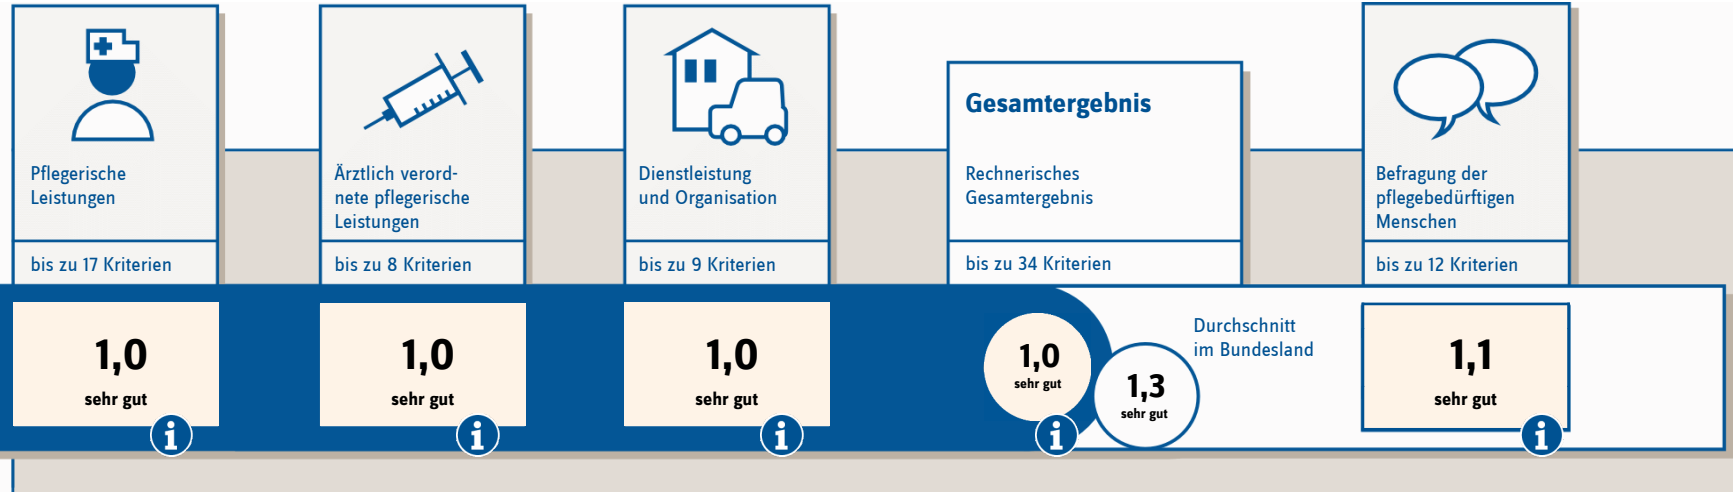 Pflegerische
Leistungen
bis zu 17 Kriterien
1,0
sehr gut
i
Ärztlich verord-
nete pflegerische
Leistungen
bis zu 8 Kriterien
1,0
sehr gut
i
Dienstleistung
und Organisation
bis zu 9 Kriterien
1,0
sehr gut
i
Gesamtergebnis
Rechnerisches
Gesamtergebnis
bis zu 34 Kriterien
1,0
sehr gut
i
1,3
sehr gut
Durchschnitt
im Bundesland
Befragung der
pflegebedürftigen
Menschen
bis zu 12 Kriterien
1,1
sehr gut
i